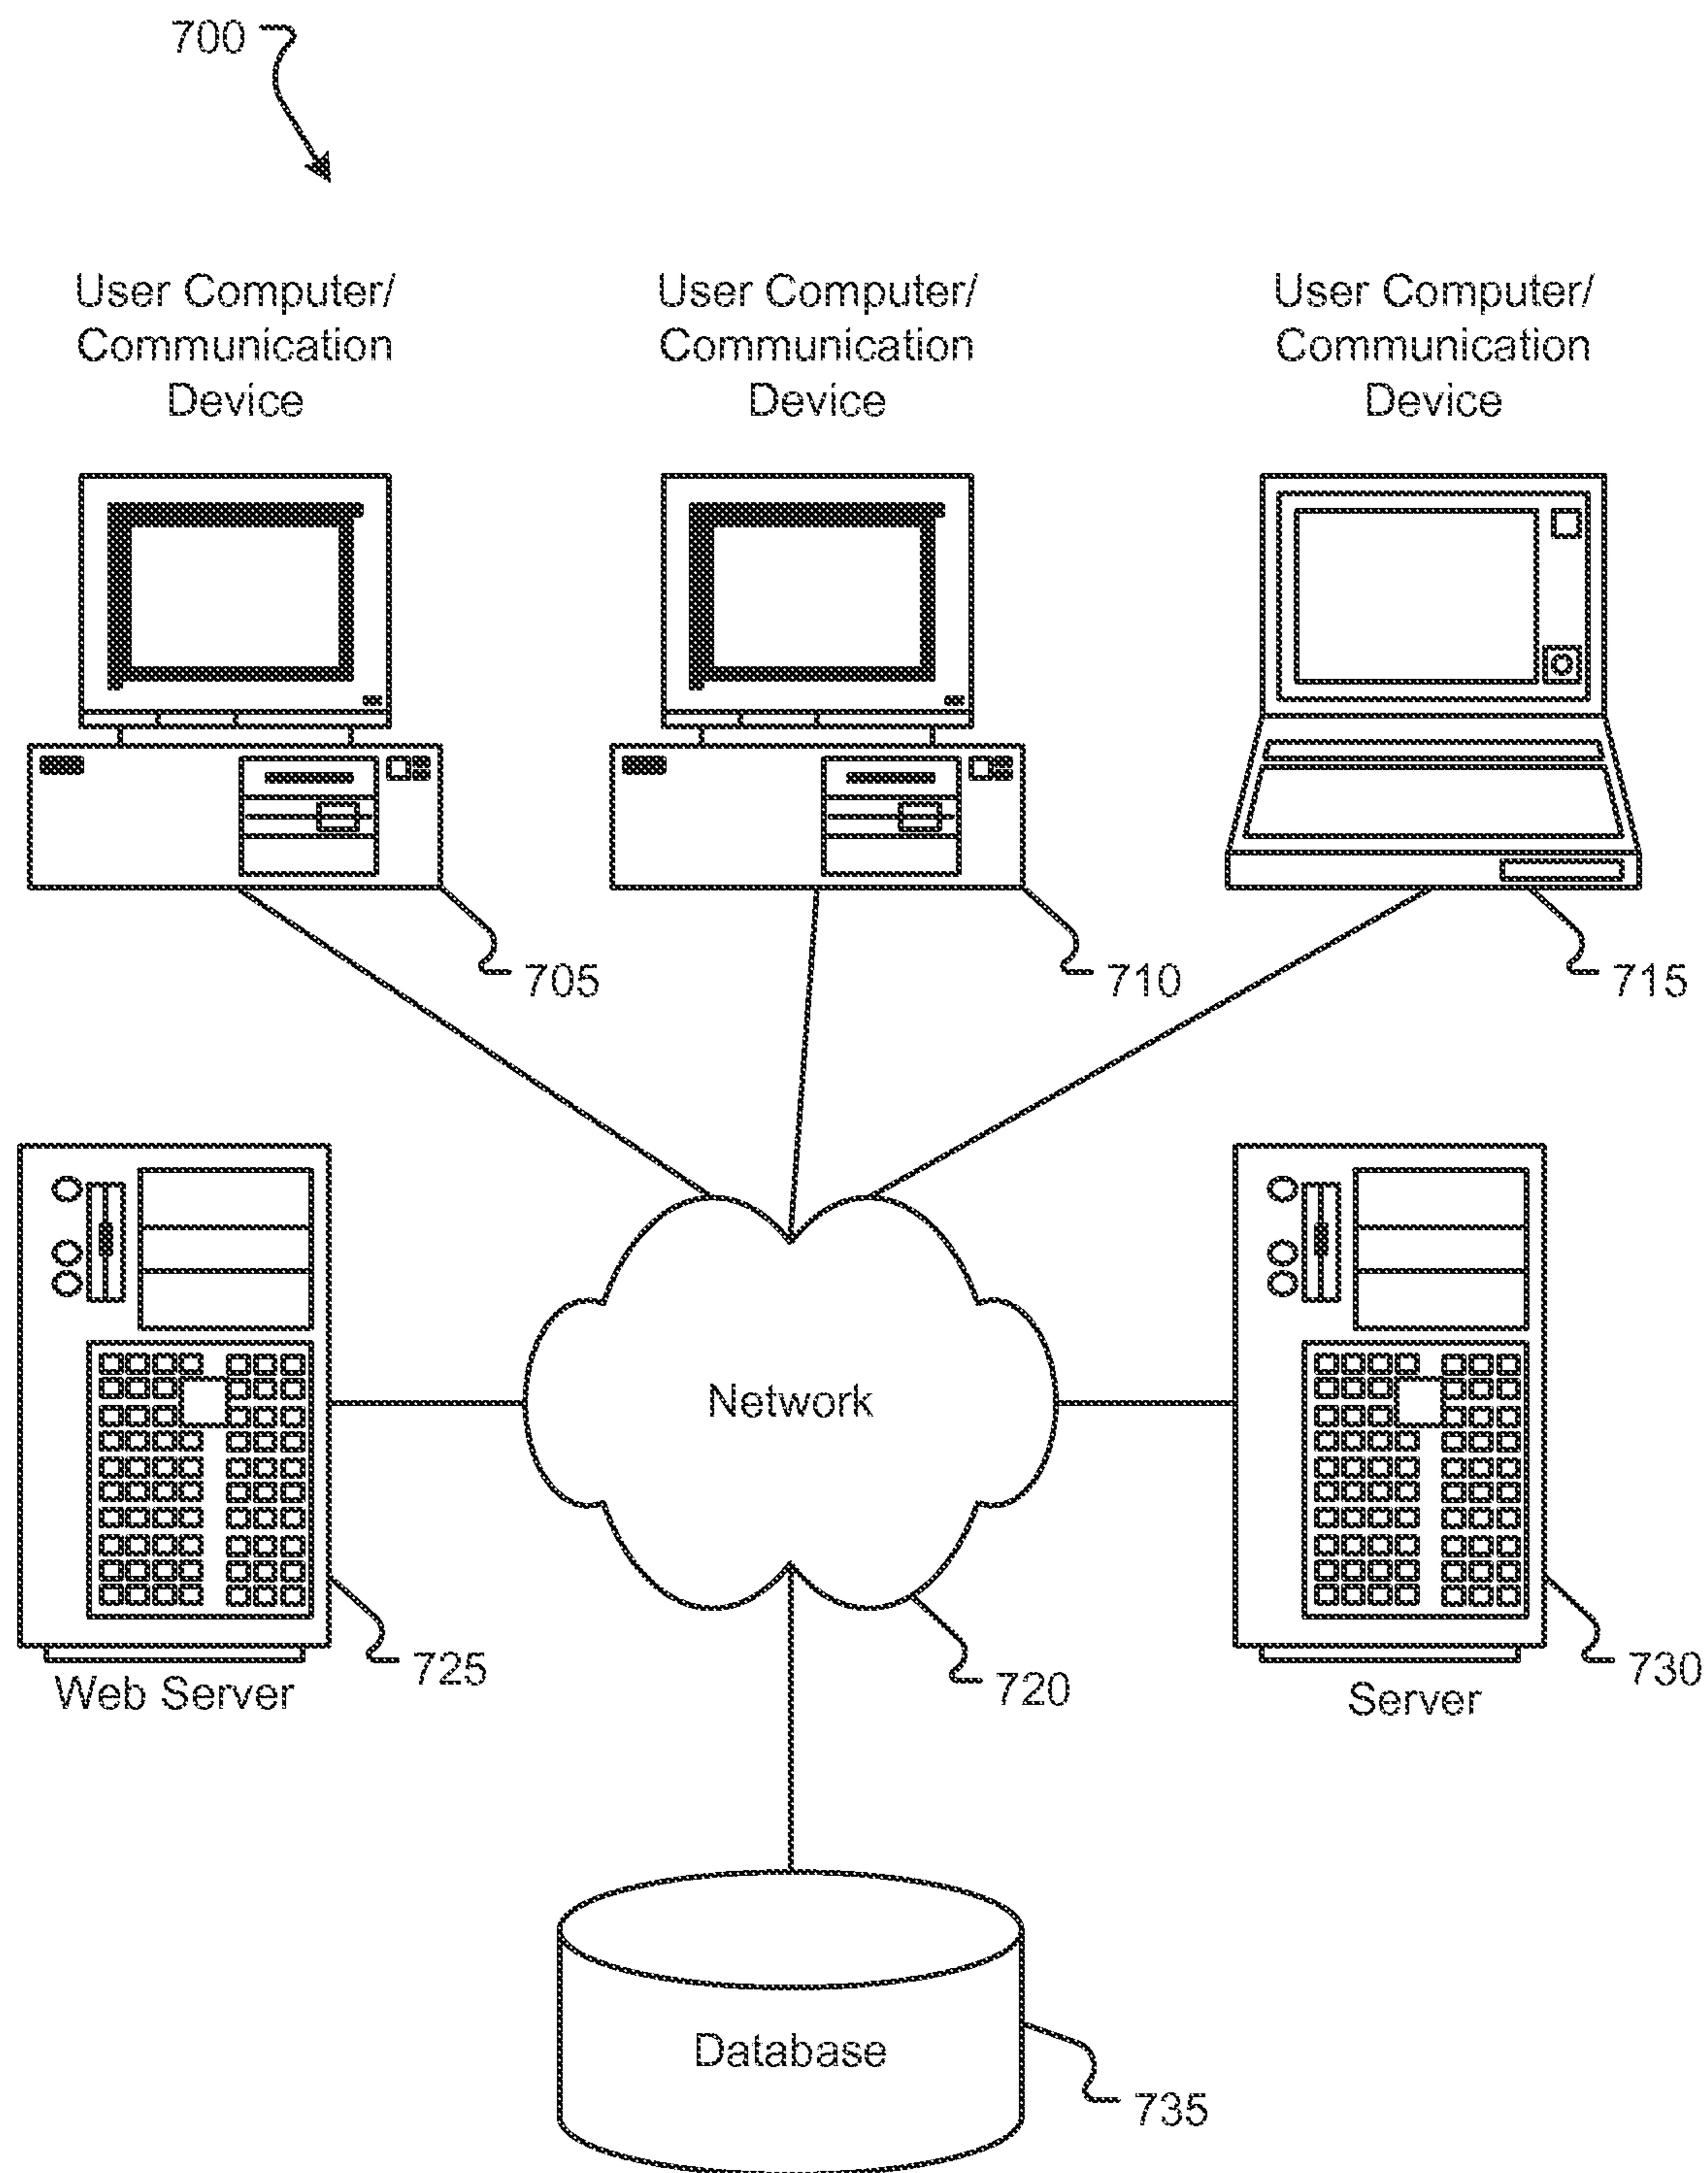 700
User Computer/
Communication
Device
User Computer/
Communication
Device
User Computer/
Communication
Device
705
710
715
Network
725
Web Server
720
730
Server
Database
735